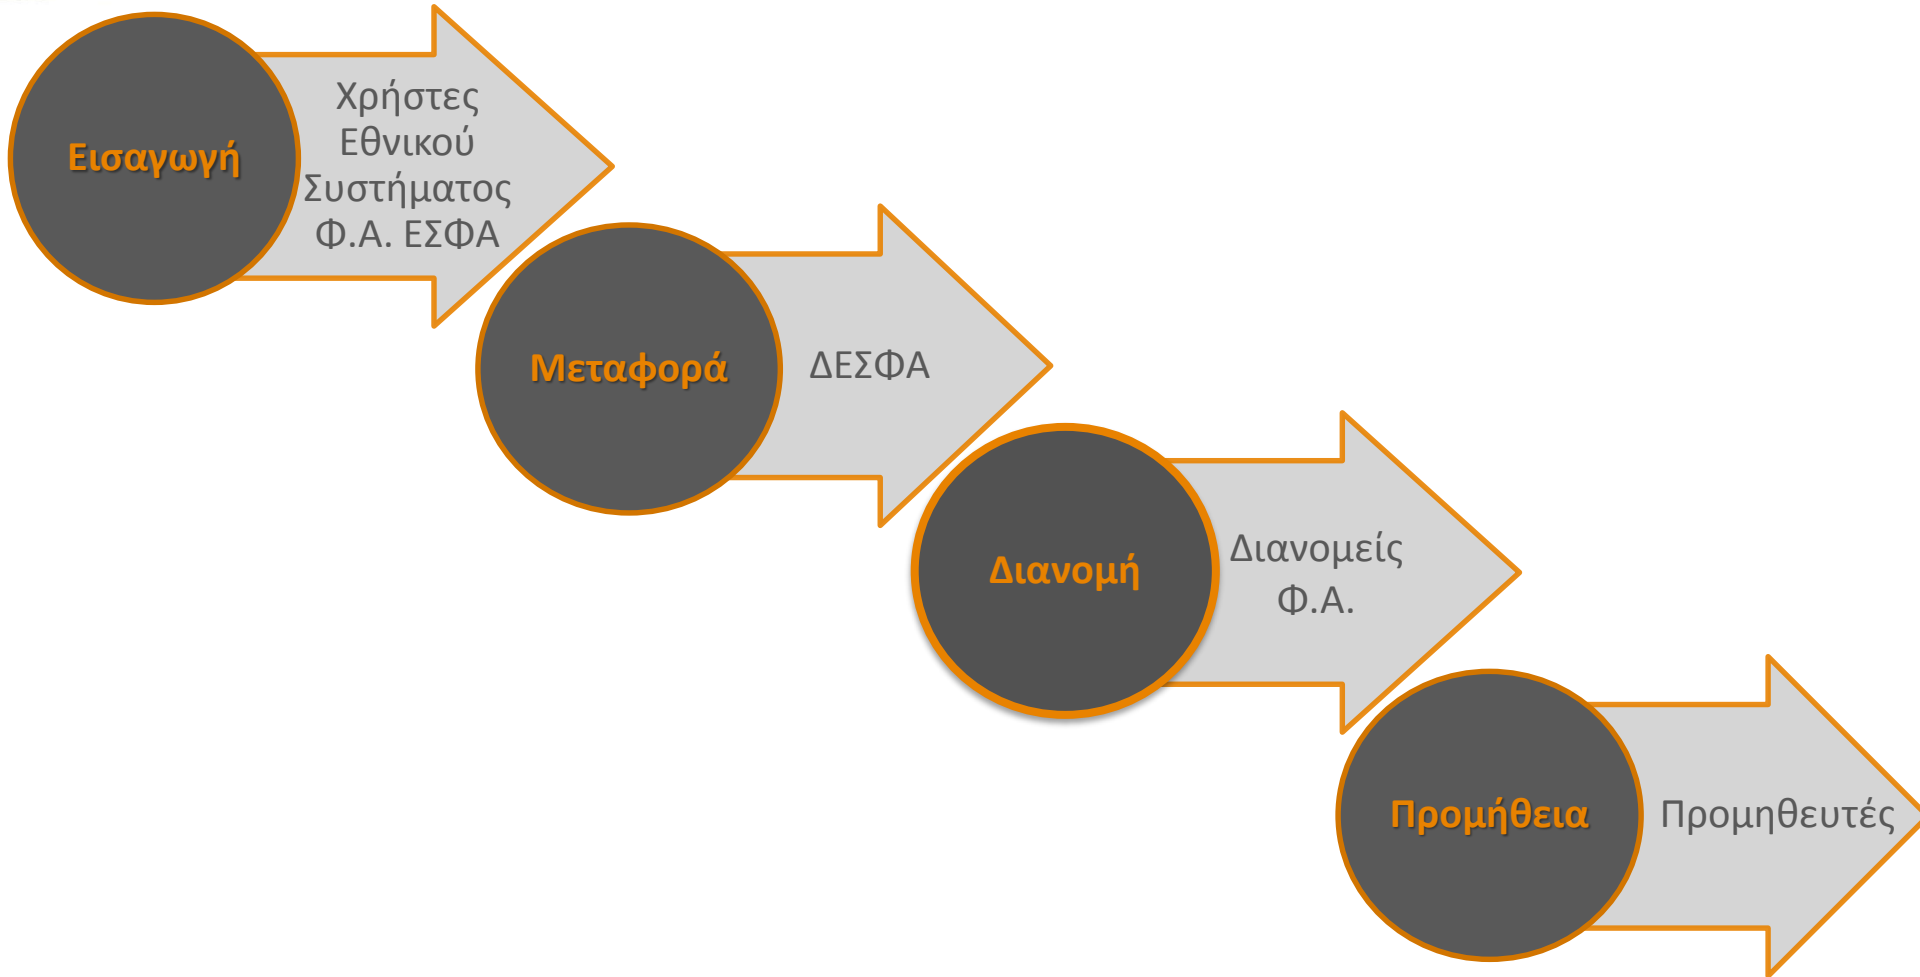 Εισαγωγή
Χρήστες
Εθνικού
Συστήματος
Φ.Α. ΕΣΦΑ
Μεταφορά
ΔΕΣΦΑ
Διανομή
Διανομείς
Φ.Α.
Προμήθεια
Προμηθευτές